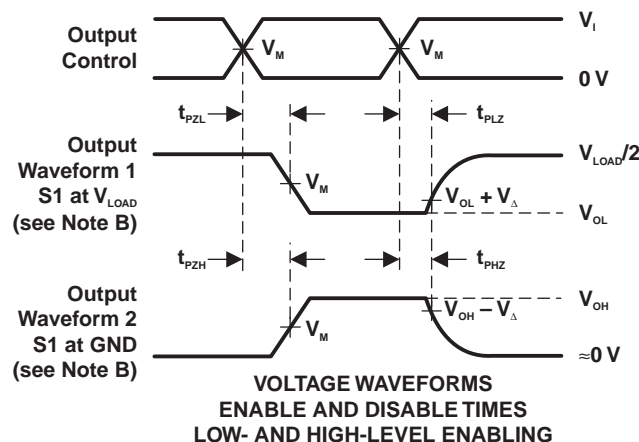 Output
Control
V_M
V_M
V_I
0 V
t_PZL
t_PLZ
Output
Waveform 1
S1 at V_LOAD
(see Note B)
V_M
V_OL + V_Δ
V_LOAD/2
V_OL
t_PZH
t_PHZ
Output
Waveform 2
S1 at GND
(see Note B)
V_M
V_OH – V_Δ
V_OH
≈0 V
VOLTAGE WAVEFORMS
ENABLE AND DISABLE TIMES
LOW- AND HIGH-LEVEL ENABLING